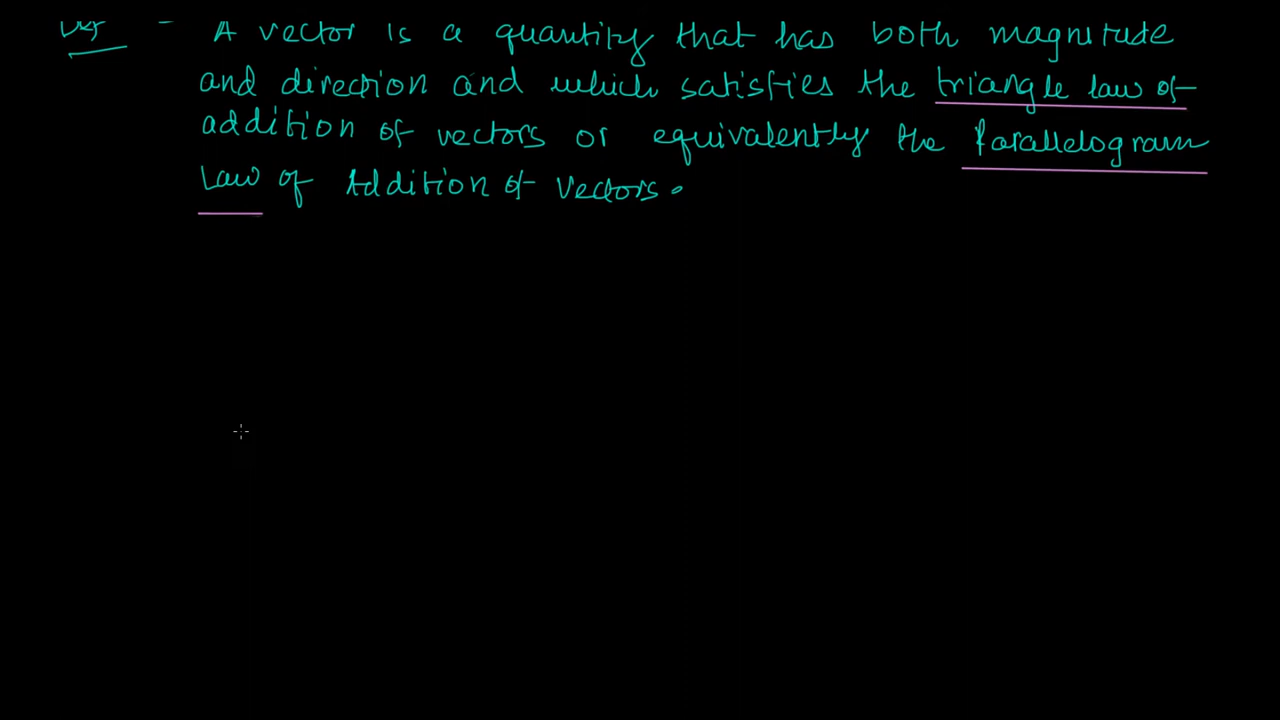 Def - A vector is a quantity that has both magnitude
and direction and which satisfies the triangle law of
addition of vectors or equivalently the Parallelogram
Law of Addition of Vectors.